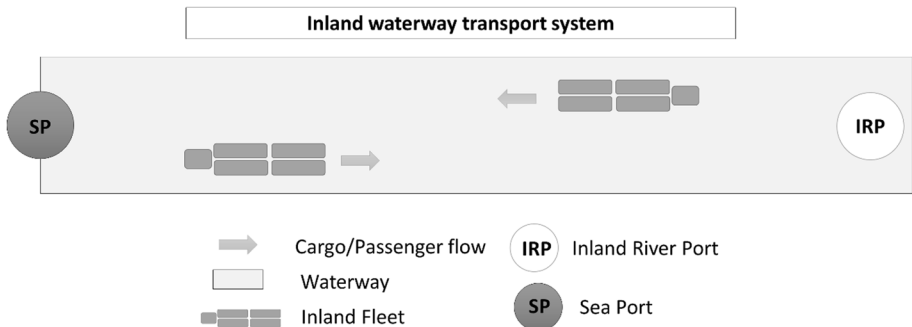 Inland waterway transport system
SP
IRP
Cargo/Passenger flow
IRP
Inland River Port
Waterway
SP
Sea Port
Inland Fleet